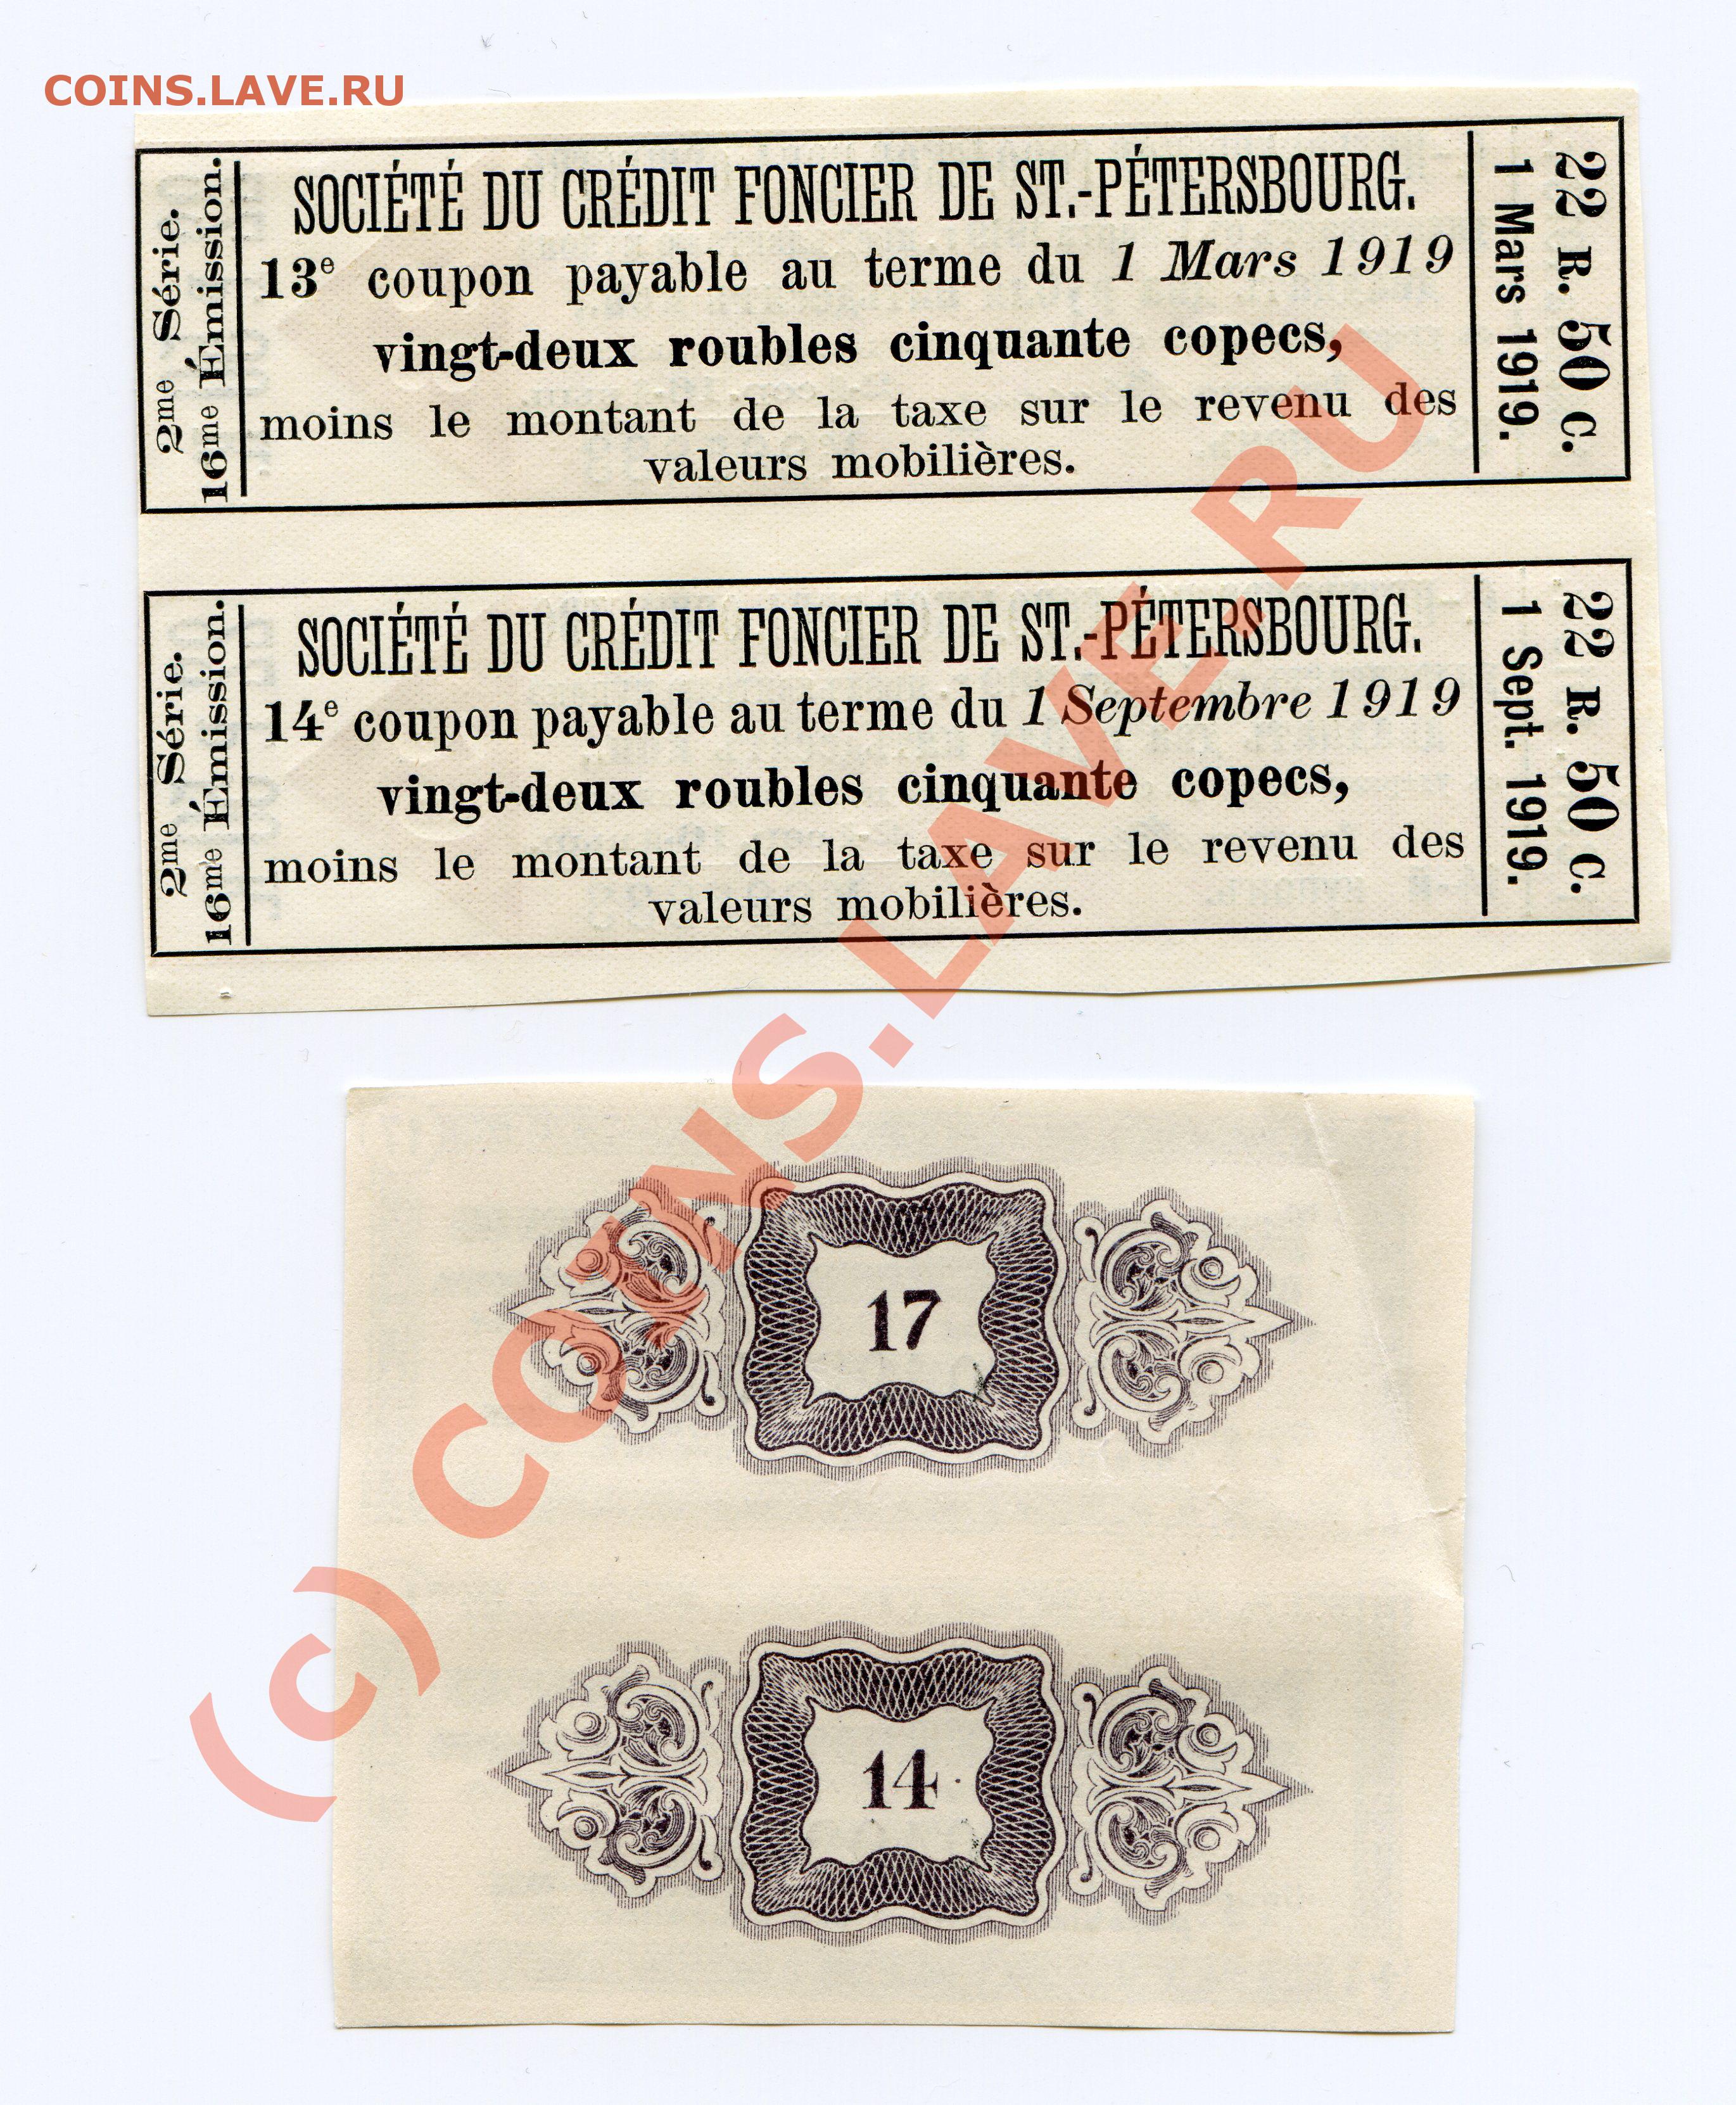 COINS.LAVE.RU
2me Série.
16me Émission.
SOCIÉTÉ DU CRÉDIT FONCIER DE ST.-PÉTERSBOURG.
13e coupon payable au terme du 1 Mars 1919
vingt-deux roubles cinquante copecs,
moins le montant de la taxe sur le revenu des
valeurs mobilières.
22 R. 50 C.
1 Mars 1919.
2me Série.
16me Émission.
SOCIÉTÉ DU CRÉDIT FONCIER DE ST.-PÉTERSBOURG.
14e coupon payable au terme du 1 Septembre 1919
vingt-deux roubles cinquante copecs,
moins le montant de la taxe sur le revenu des
valeurs mobilières.
22 R. 50 C.
1 Sept. 1919.
17
14
(c) COINS.LAVE.RU